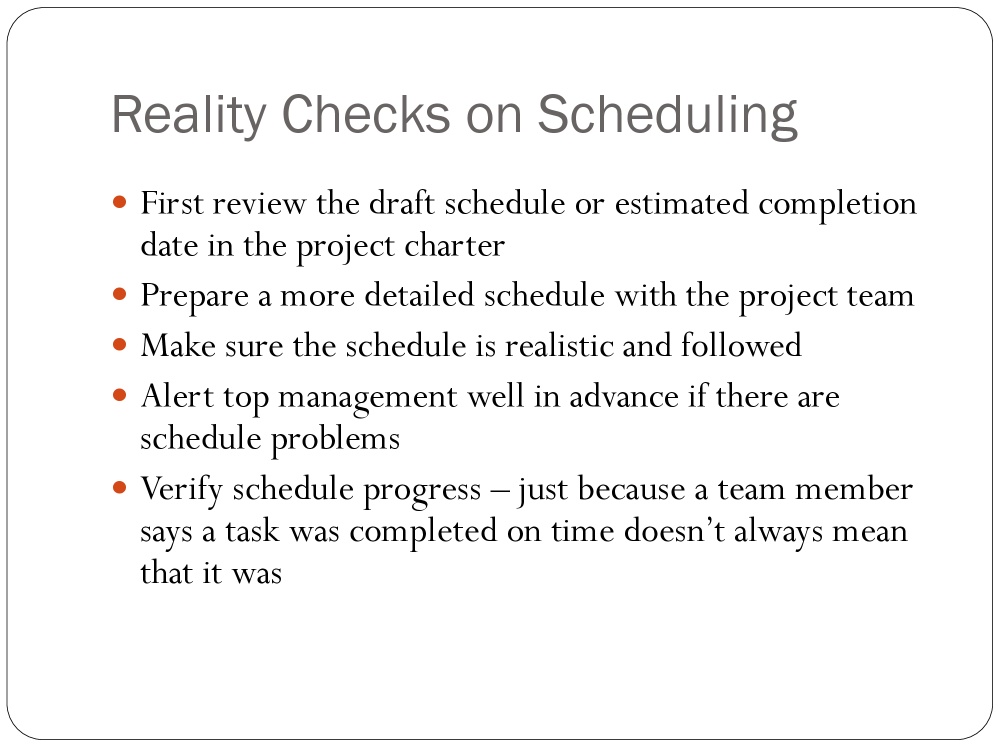 Reality Checks on Scheduling
• First review the draft schedule or estimated completion
date in the project charter
• Prepare a more detailed schedule with the project team
• Make sure the schedule is realistic and followed
• Alert top management well in advance if there are
schedule problems
• Verify schedule progress – just because a team member
says a task was completed on time doesn’t always mean
that it was